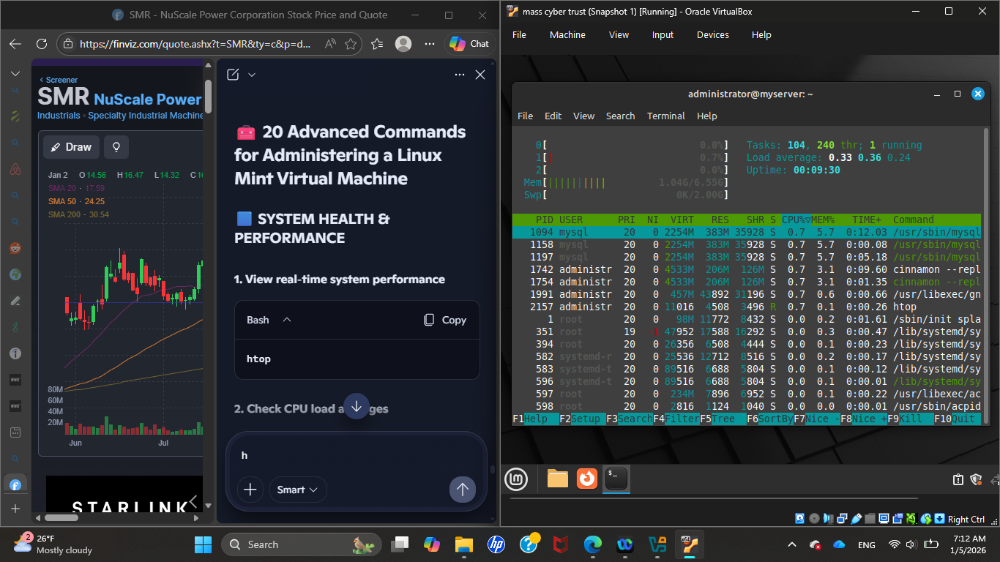 SMR - NuScale Power Corporation Stock Price and Quote
https://finviz.com/quote.ashx?t=SMR&ty=c&p=d...
Chat
‹ Screener
SMR NuScale Power
Industrials • Specialty Industrial Machine
Draw
Jan 2 O 14.56 H 16.47 L 14.32
SMA 20 • 17.59
SMA 50 • 24.25
SMA 200 • 30.54
80M
60M
40M
20M
Jun Jul
STARLINK
🧰 20 Advanced Commands
for Administering a Linux
Mint Virtual Machine
🟦 SYSTEM HEALTH &
PERFORMANCE
1. View real-time system performance
Bash Copy
htop
2. Check CPU load
h
Smart
mass cyber trust (Snapshot 1) [Running] - Oracle VirtualBox
File Machine View Input Devices Help
administrator@myserver: ~
File Edit View Search Terminal Help
0[ 0.0%] Tasks: 104, 240 thr; 1 running
1[| 0.7%] Load average: 0.33 0.36 0.24
2[ 0.0%] Uptime: 00:09:30
Mem[||||||||||| 1.04G/6.55G]
Swp[ 0K/2.00G]
PID USER PRI NI VIRT RES SHR S CPU%▽MEM% TIME+ Command
1094 mysql 20 0 2254M 383M 35928 S 0.7 5.7 0:12.03 /usr/sbin/mysql
1158 mysql 20 0 2254M 383M 35928 S 0.7 5.7 0:00.08 /usr/sbin/mysql
1197 mysql 20 0 2254M 383M 35928 S 0.7 5.7 0:05.18 /usr/sbin/mysql
1742 administr 20 0 4533M 206M 126M S 0.7 3.1 0:09.60 cinnamon --repl
1754 administr 20 0 4533M 206M 126M S 0.7 3.1 0:01.35 cinnamon --repl
1991 administr 20 0 457M 43892 31196 S 0.7 0.6 0:00.66 /usr/libexec/gn
2157 administr 20 0 11016 4508 3496 R 0.7 0.1 0:00.26 htop
1 root 20 0 98M 11772 8432 S 0.0 0.2 0:01.61 /sbin/init spla
351 root 19 47952 17588 16292 S 0.0 0.3 0:00.47 /lib/systemd/sy
394 root 20 0 26356 6508 4444 S 0.0 0.1 0:00.23 /lib/systemd/sy
582 systemd-r 20 0 25536 12712 8516 S 0.0 0.2 0:00.17 /lib/systemd/sy
583 systemd-t 20 0 89516 6688 5804 S 0.0 0.1 0:00.12 /lib/systemd/sy
596 systemd-t 20 0 89516 6688 5804 S 0.0 0.1 0:00.01 /lib/systemd/sy
597 root 20 0 234M 7896 6952 S 0.0 0.1 0:00.22 /usr/libexec/ac
598 root 20 0 2816 1124 1040 S 0.0 0.0 0:00.01 /usr/sbin/acpid
F1Help F2Setup F3SearchF4FilterF5Tree F6SortByF7Nice -F8Nice +F9Kill F10Quit
Right Ctrl
2
26°F
Mostly cloudy
Search
ENG
7:12 AM
1/5/2026